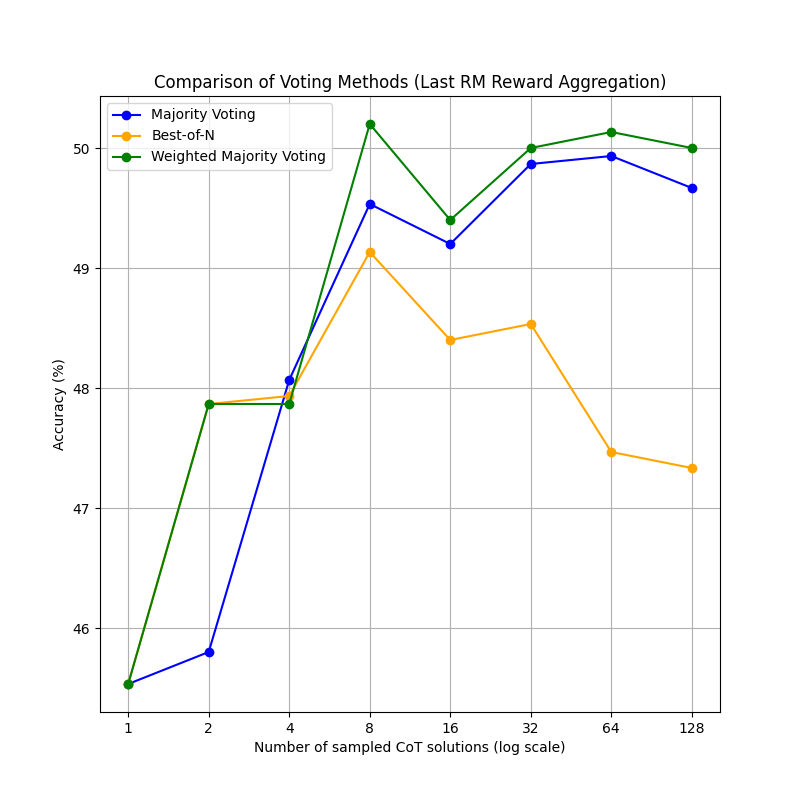 Comparison of Voting Methods (Last RM Reward Aggregation)
Majority Voting
Best-of-N
Weighted Majority Voting
Accuracy (%)
50
49
48
47
46
1 2 4 8 16 32 64 128
Number of sampled CoT solutions (log scale)